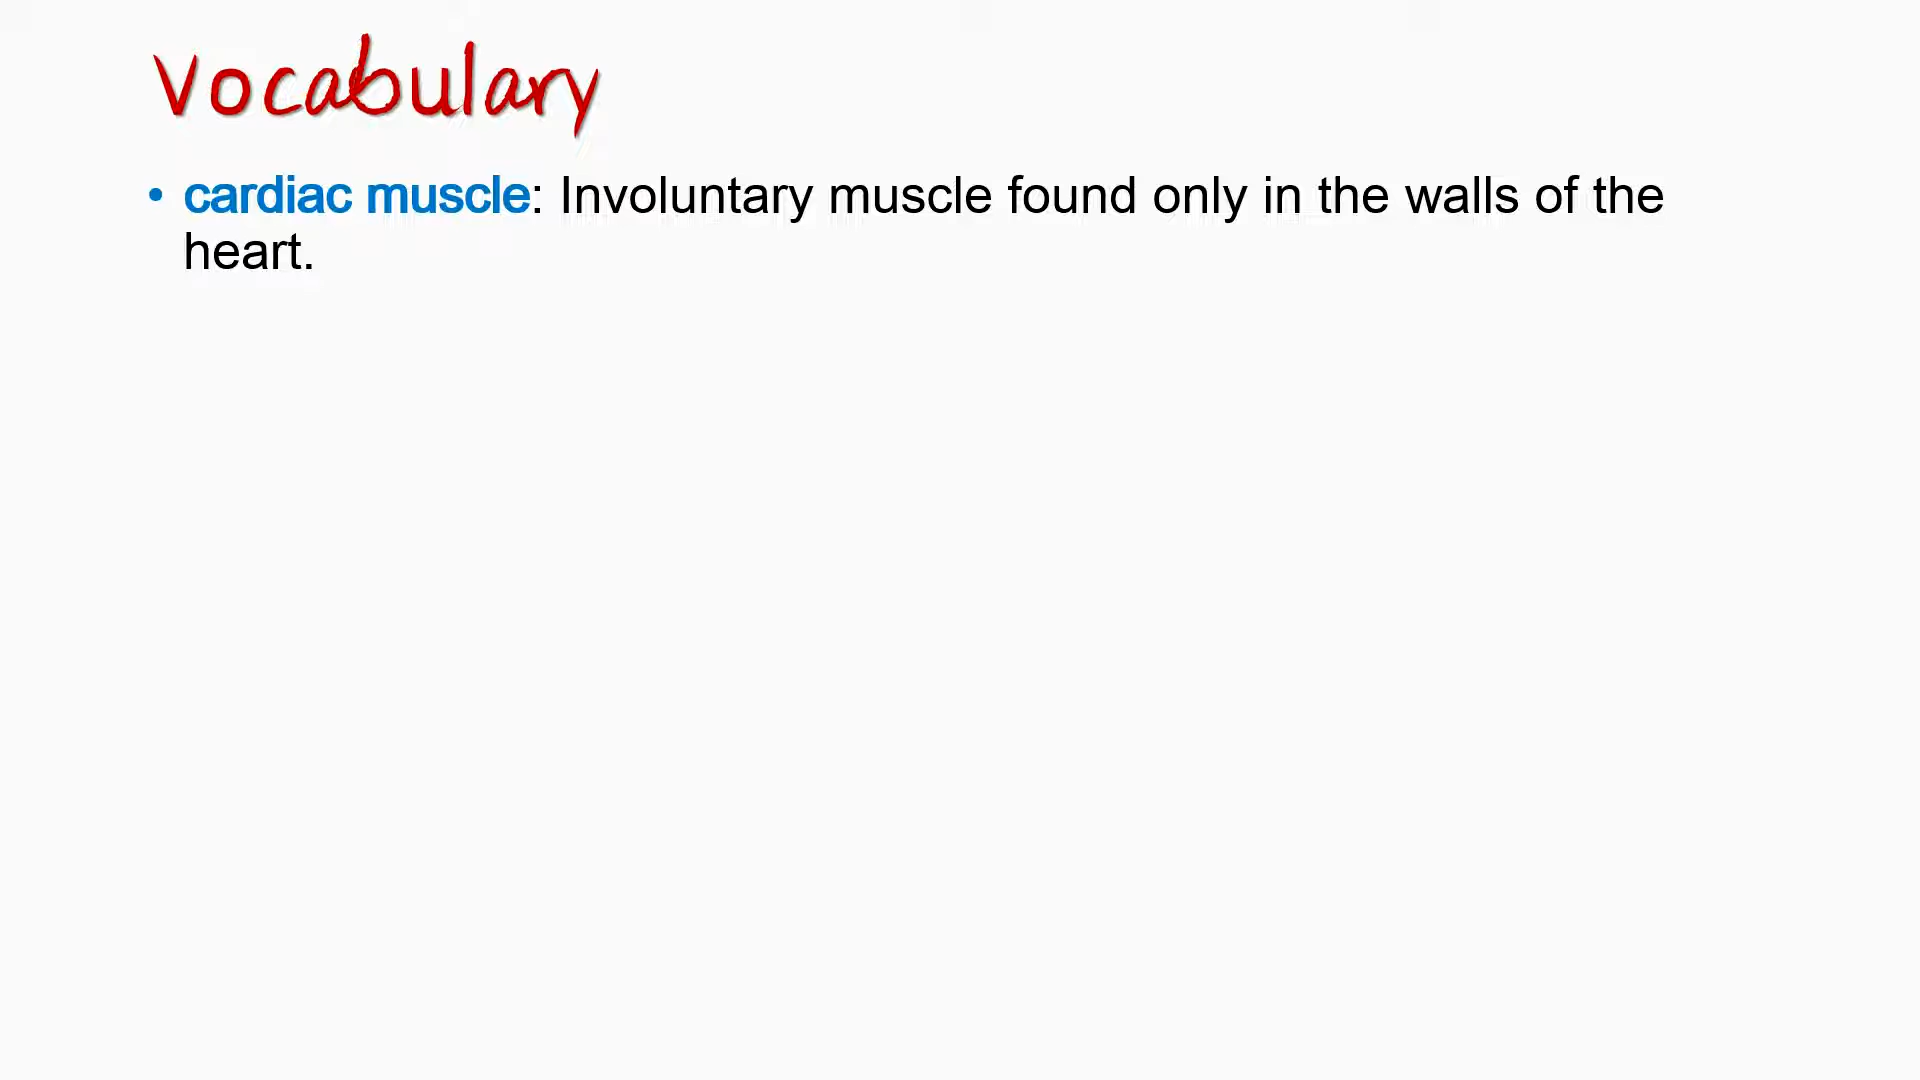 Vocabulary
• cardiac muscle: Involuntary muscle found only in the walls of the
heart.